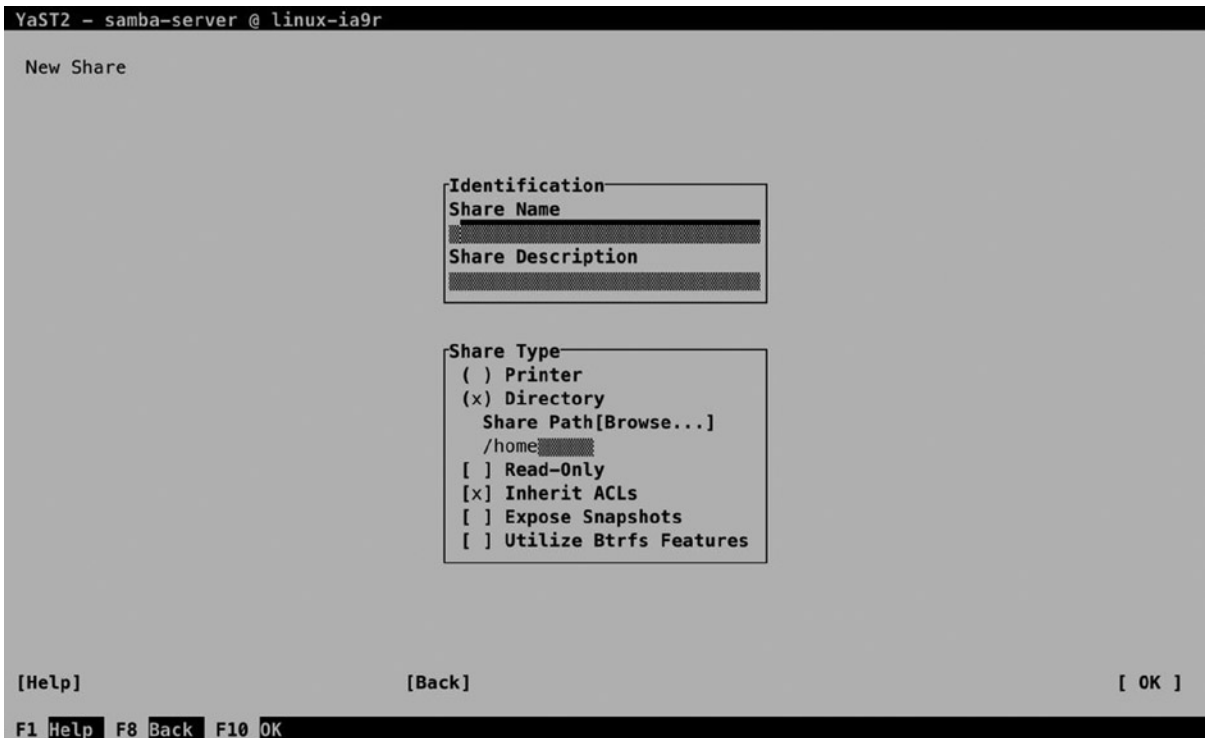 YaST2 – samba–server @ linux–ia9r
New Share
Identification
Share Name
Share Description
Share Type
( ) Printer
(x) Directory
Share Path[Browse...]
/home
[ ] Read–Only
[x] Inherit ACLs
[ ] Expose Snapshots
[ ] Utilize Btrfs Features
[Help] [Back] [ OK ]
F1 Help F8 Back F10 OK